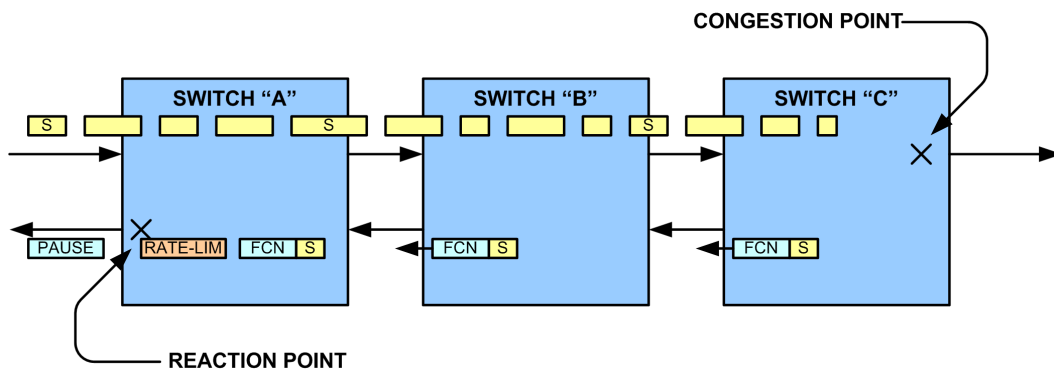 CONGESTION POINT
SWITCH “A”
SWITCH “B”
SWITCH “C”
S
S
S
PAUSE
RATE-LIM
FCN
S
FCN
S
FCN
S
REACTION POINT